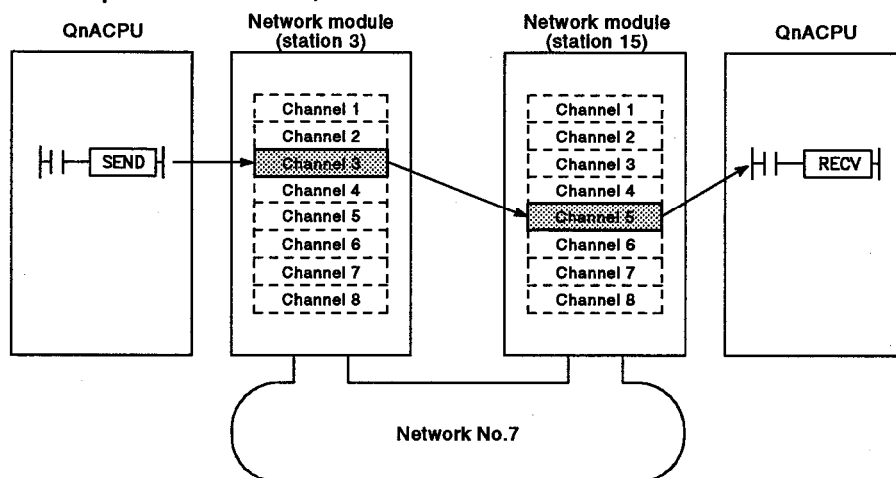 QnACPU
Network module
(station 3)
Network module
(station 15)
QnACPU
SEND
Channel 1
Channel 2
Channel 3
Channel 4
Channel 5
Channel 6
Channel 7
Channel 8
Channel 1
Channel 2
Channel 3
Channel 4
Channel 5
Channel 6
Channel 7
Channel 8
RECV
Network No.7